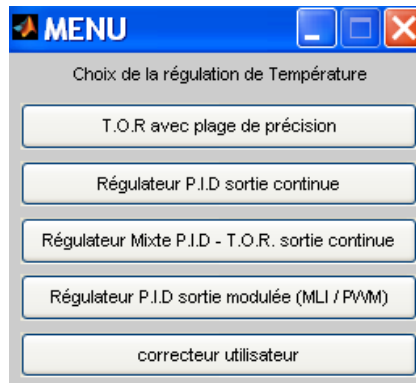 MENU
Choix de la régulation de Température
T.O.R avec plage de précision
Régulateur P.I.D sortie continue
Régulateur Mixte P.I.D - T.O.R. sortie continue
Régulateur P.I.D sortie modulée (MLI / PWM)
correcteur utilisateur